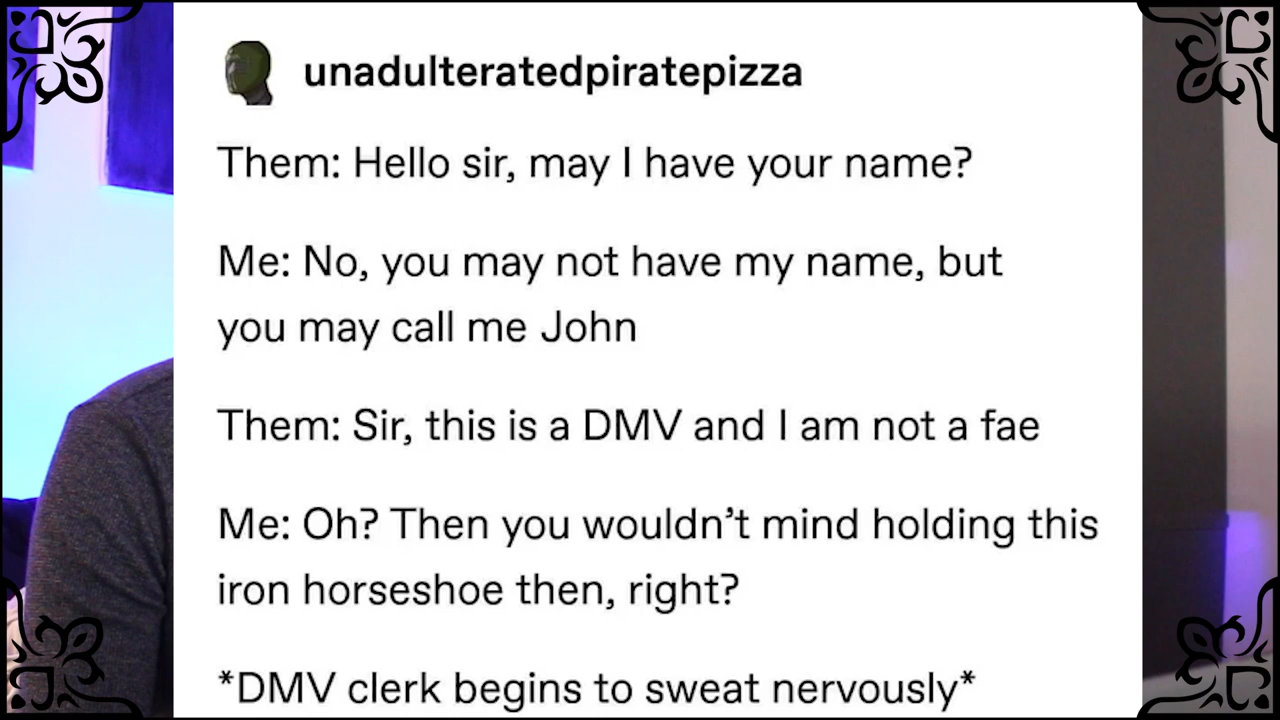 unadulteratedpiratepizza
Them: Hello sir, may I have your name?
Me: No, you may not have my name, but
you may call me John
Them: Sir, this is a DMV and I am not a fae
Me: Oh? Then you wouldn’t mind holding this
iron horseshoe then, right?
*DMV clerk begins to sweat nervously*